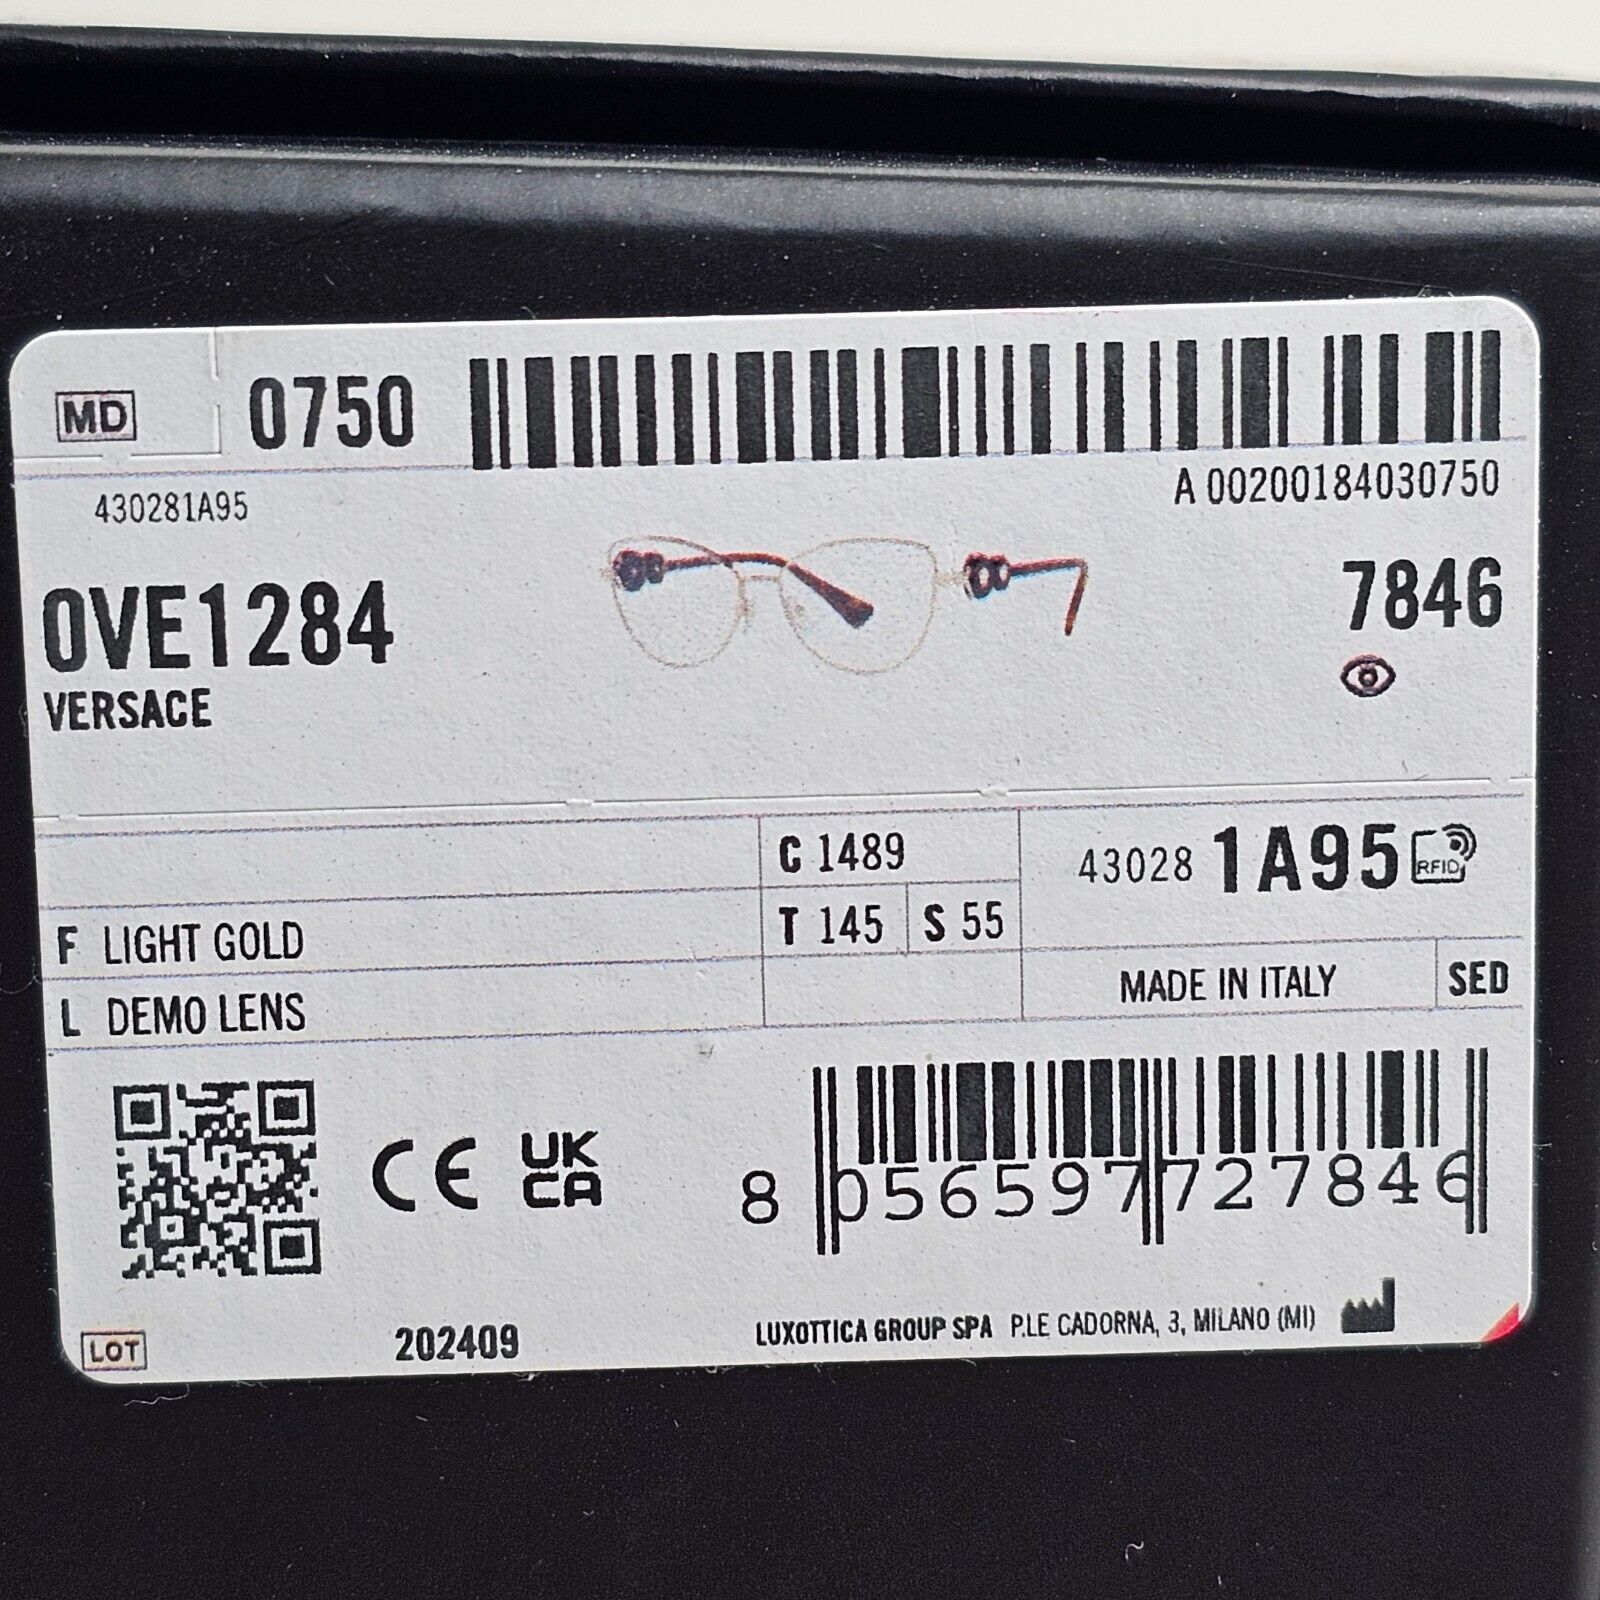 MD 0750
A 00200184030750
430281A95
0VE1284
7846
VERSACE
C 1489
43028 1A95 RFID
F LIGHT GOLD
T 145 S 55
L DEMO LENS
MADE IN ITALY SED
CE UK CA
8 056597 727846
LOT 202409
LUXOTTICA GROUP SPA P.LE CADORNA, 3, MILANO (MI)